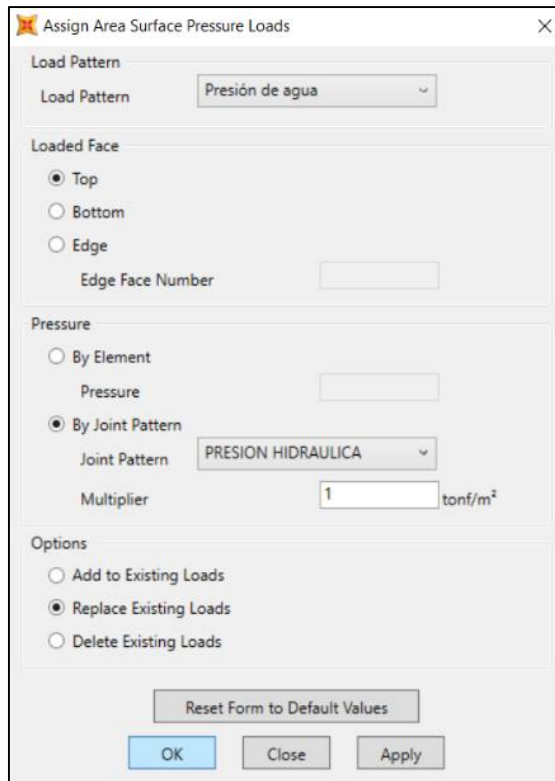 Assign Area Surface Pressure Loads
Load Pattern
Load Pattern Presión de agua
Loaded Face
Top
Bottom
Edge
Edge Face Number
Pressure
By Element
Pressure
By Joint Pattern
Joint Pattern PRESION HIDRAULICA
Multiplier 1 tonf/m²
Options
Add to Existing Loads
Replace Existing Loads
Delete Existing Loads
Reset Form to Default Values
OK Close Apply